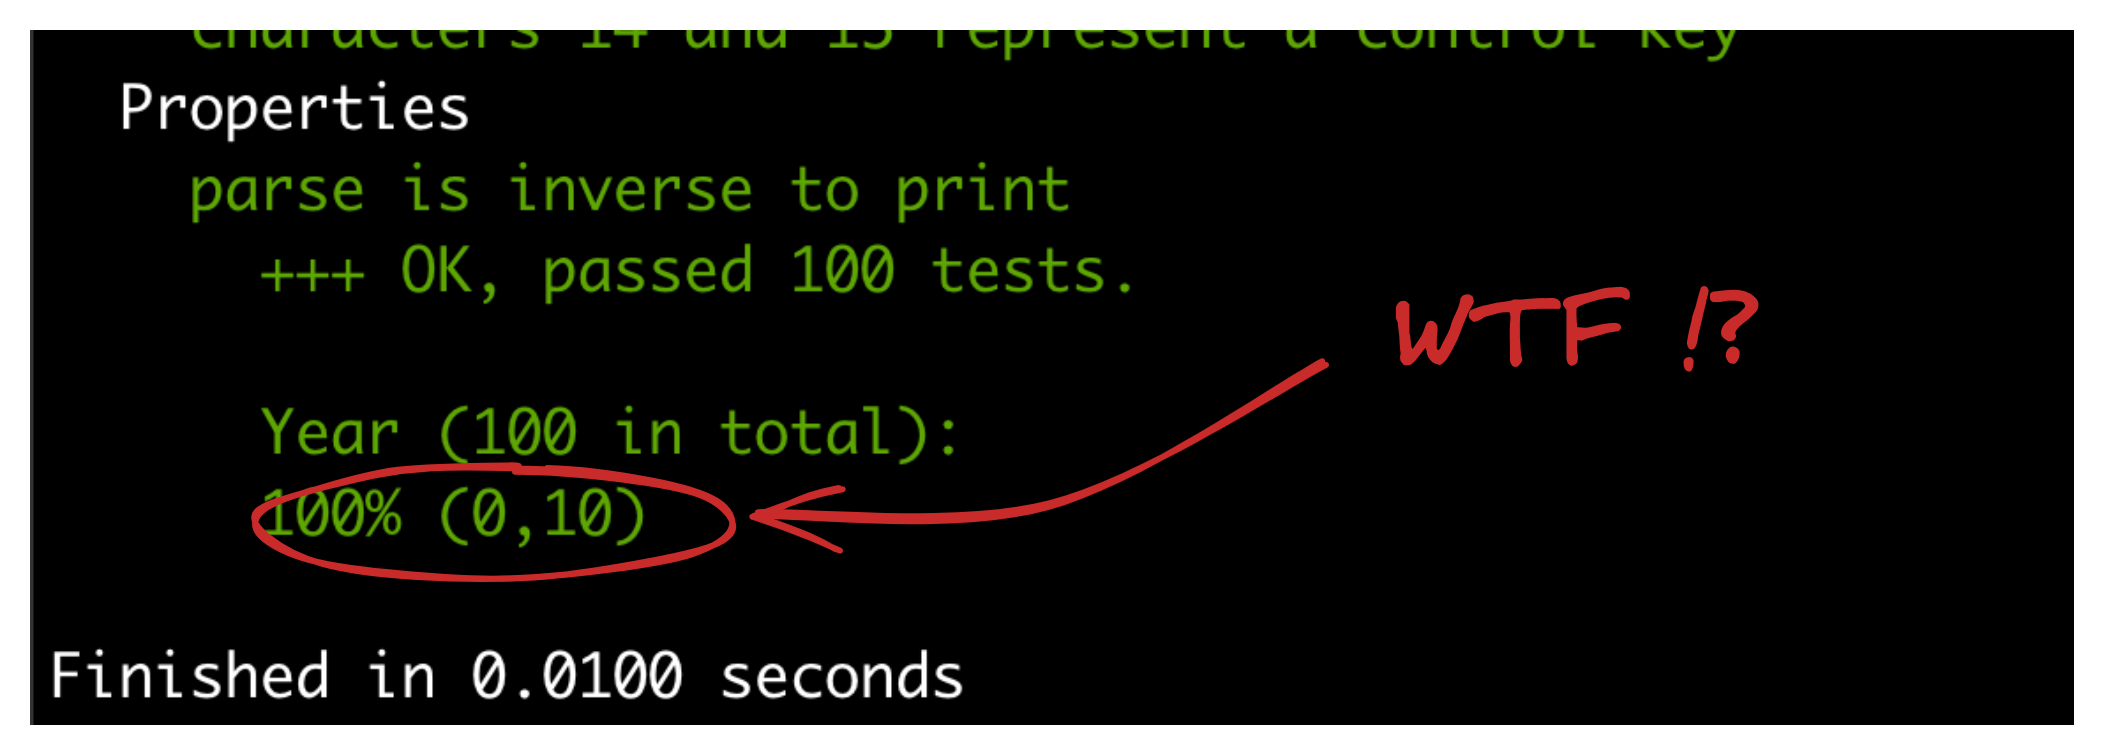 characters 14 and 15 represent a control key
Properties
parse is inverse to print
+++ OK, passed 100 tests.
WTF !?
Year (100 in total):
100% (0,10)
Finished in 0.0100 seconds